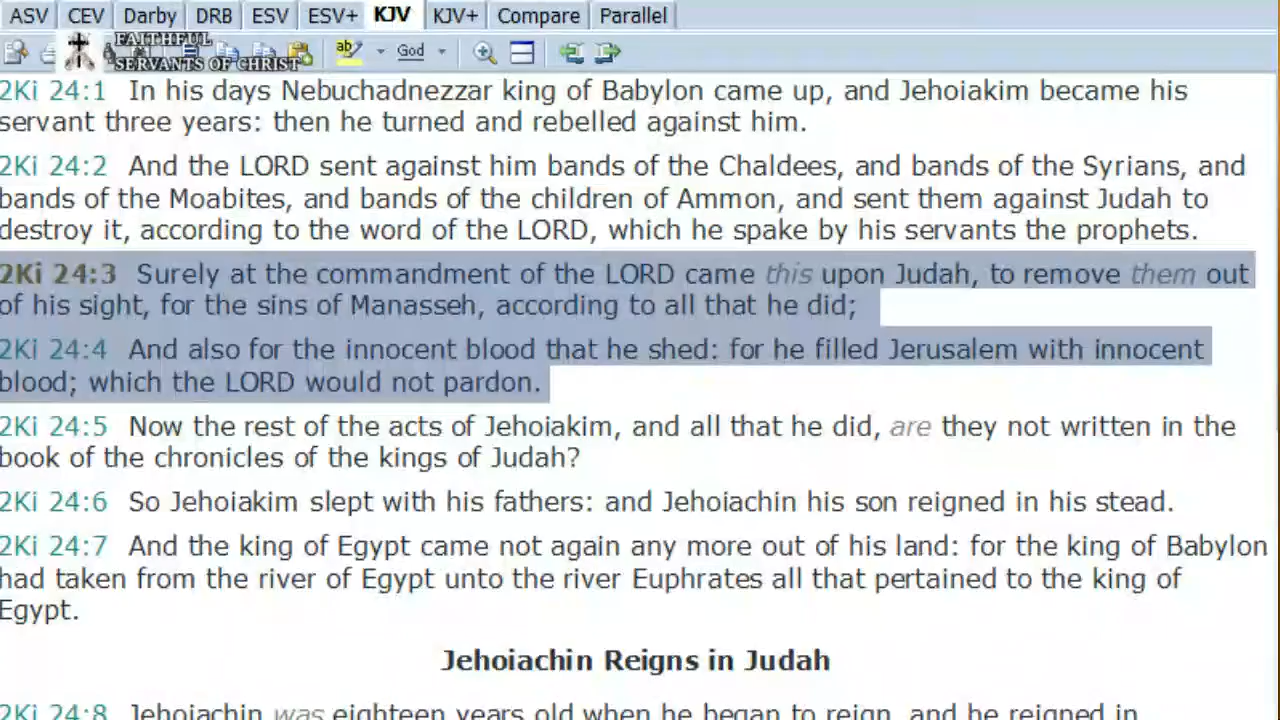 ASV CEV Darby DRB ESV ESV+ KJV KJV+ Compare Parallel
FAITHFUL
SERVANTS OF CHRIST
ab God
2Ki 24:1 In his days Nebuchadnezzar king of Babylon came up, and Jehoiakim became his
servant three years: then he turned and rebelled against him.
2Ki 24:2 And the LORD sent against him bands of the Chaldees, and bands of the Syrians, and
bands of the Moabites, and bands of the children of Ammon, and sent them against Judah to
destroy it, according to the word of the LORD, which he spake by his servants the prophets.
2Ki 24:3 Surely at the commandment of the LORD came this upon Judah, to remove them out
of his sight, for the sins of Manasseh, according to all that he did;
2Ki 24:4 And also for the innocent blood that he shed: for he filled Jerusalem with innocent
blood; which the LORD would not pardon.
2Ki 24:5 Now the rest of the acts of Jehoiakim, and all that he did, are they not written in the
book of the chronicles of the kings of Judah?
2Ki 24:6 So Jehoiakim slept with his fathers: and Jehoiachin his son reigned in his stead.
2Ki 24:7 And the king of Egypt came not again any more out of his land: for the king of Babylon
had taken from the river of Egypt unto the river Euphrates all that pertained to the king of
Egypt.
Jehoiachin Reigns in Judah
2Ki 24:8 Jehoiachin was eighteen years old when he began to reign, and he reigned in